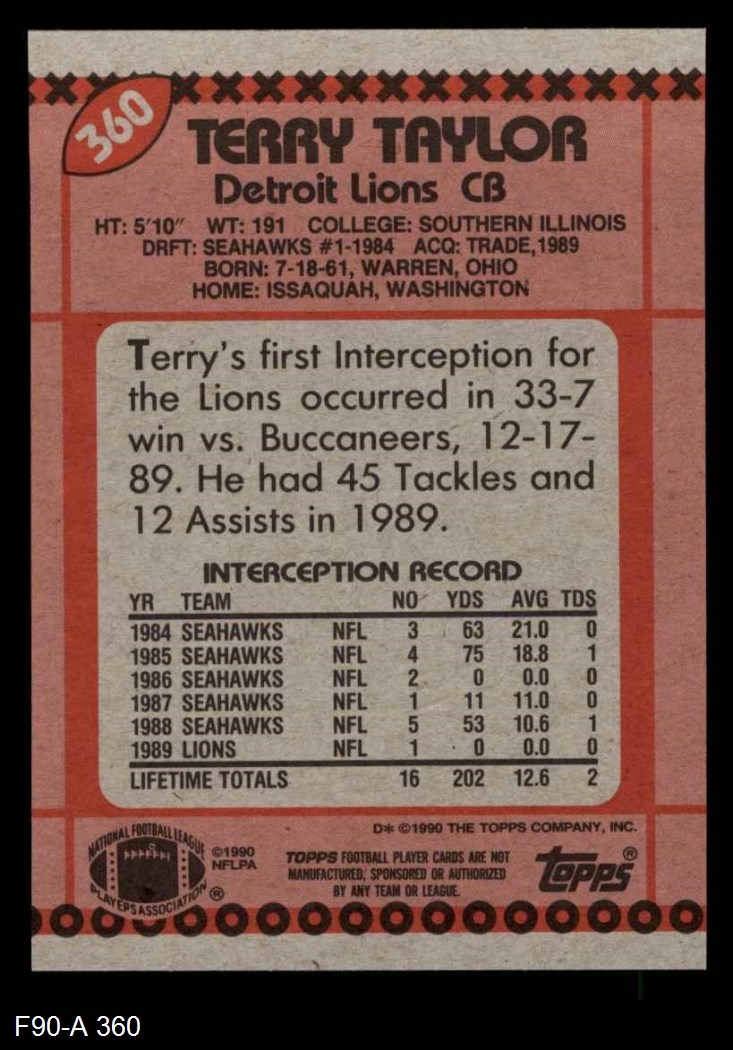 360
TERRY TAYLOR
Detroit Lions CB
HT: 5'10" WT: 191 COLLEGE: SOUTHERN ILLINOIS
DRFT: SEAHAWKS #1-1984 ACQ: TRADE, 1989
BORN: 7-18-61, WARREN, OHIO
HOME: ISSAQUAH, WASHINGTON
Terry's first Interception for
the Lions occurred in 33-7
win vs. Buccaneers, 12-17-
89. He had 45 Tackles and
12 Assists in 1989.
INTERCEPTION RECORD
YR TEAM NO YDS AVG TDS
1984 SEAHAWKS NFL 3 63 21.0 0
1985 SEAHAWKS NFL 4 75 18.8 1
1986 SEAHAWKS NFL 2 0 0.0 0
1987 SEAHAWKS NFL 1 11 11.0 0
1988 SEAHAWKS NFL 5 53 10.6 1
1989 LIONS NFL 1 0 0.0 0
LIFETIME TOTALS 16 202 12.6 2
D* ©1990 THE TOPPS COMPANY, INC.
NATIONAL FOOTBALL LEAGUE
PLAYERS ASSOCIATION ®
©1990
NFLPA
TOPPS FOOTBALL PLAYER CARDS ARE NOT
MANUFACTURED, SPONSORED OR AUTHORIZED
BY ANY TEAM OR LEAGUE.
topps®
F90-A 360